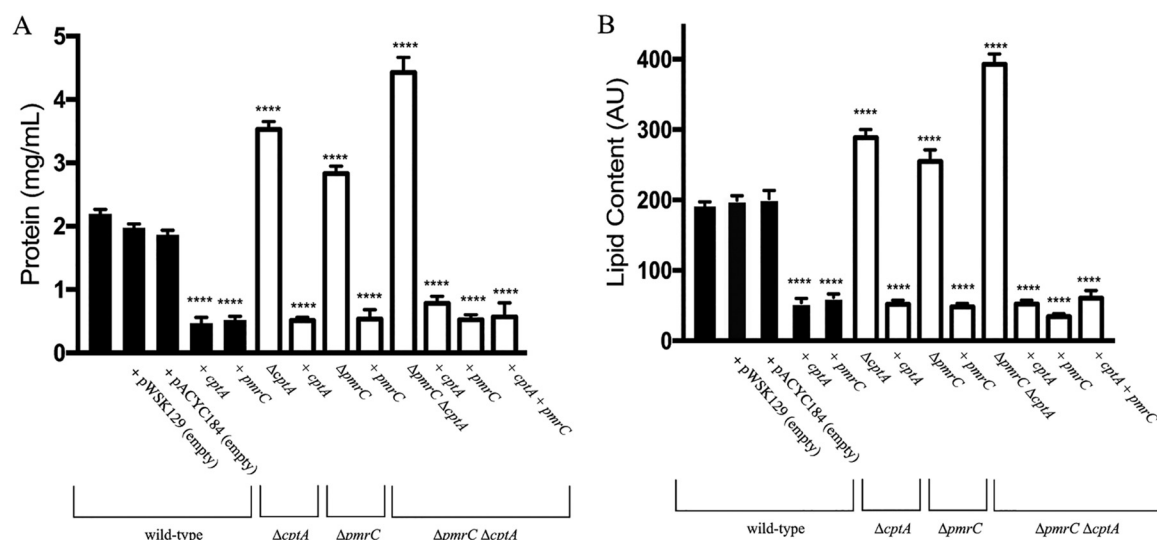 A
Protein (mg/mL)
5
4
3
2
1
0
****
****
****
****
****
****
****
****
****
****
+ pWSK129 (empty)
+ pACYC184 (empty)
+ cptA
+ pmrC
ΔcptA
+ cptA
ΔpmrC
+ pmrC
ΔpmrC ΔcptA
+ cptA
+ pmrC
+ cptA + pmrC
wild-type
ΔcptA
ΔpmrC
ΔpmrC ΔcptA
B
Lipid Content (AU)
400
300
200
100
0
****
****
****
****
****
****
****
****
****
****
+ pWSK129 (empty)
+ pACYC184 (empty)
+ cptA
+ pmrC
ΔcptA
+ cptA
ΔpmrC
+ pmrC
ΔpmrC ΔcptA
+ cptA
+ pmrC
+ cptA + pmrC
wild-type
ΔcptA
ΔpmrC
ΔpmrC ΔcptA